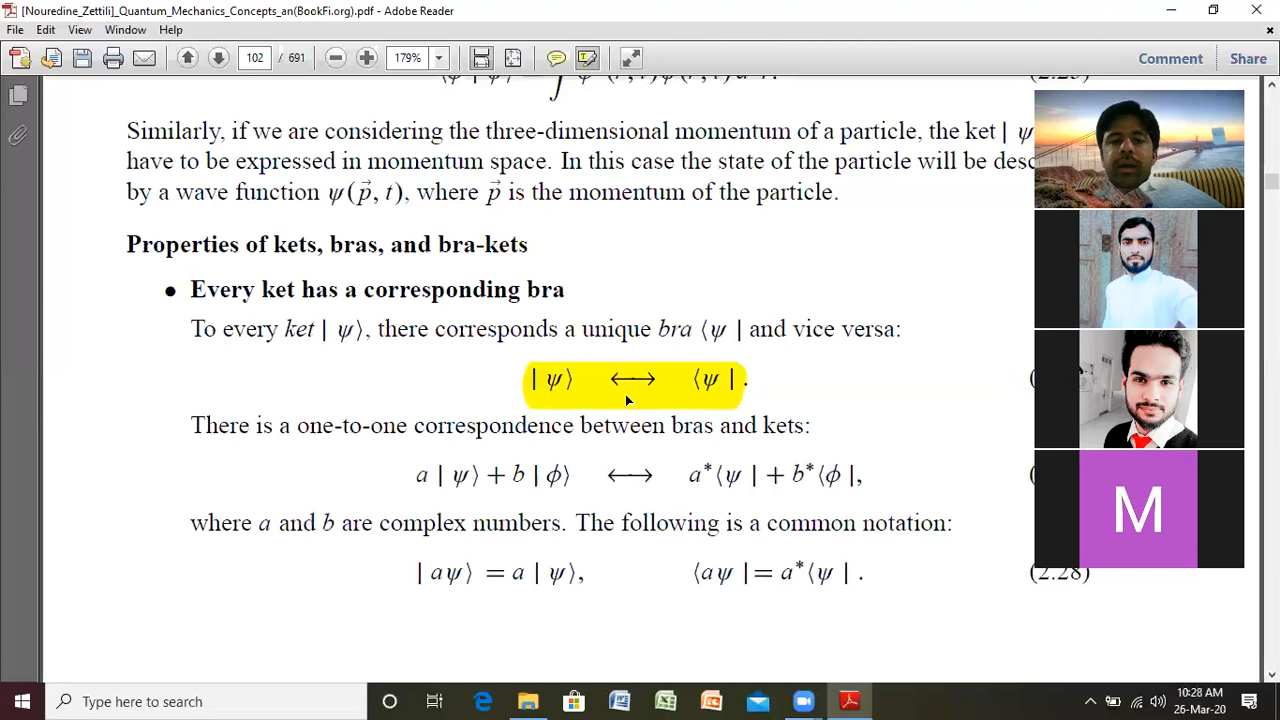 [Nouredine_Zettili]_Quantum_Mechanics_Concepts_an(BookFi.org).pdf - Adobe Reader
File Edit View Window Help
102 / 691 179% Comment Share
(2.25)
Similarly, if we are considering the three-dimensional momentum of a particle, the ket | ψ
have to be expressed in momentum space. In this case the state of the particle will be desc
by a wave function ψ(p⃗, t), where p⃗ is the momentum of the particle.
Properties of kets, bras, and bra-kets
● Every ket has a corresponding bra
To every ket | ψ⟩, there corresponds a unique bra ⟨ψ | and vice versa:
| ψ⟩ ⟷ ⟨ψ | .
There is a one-to-one correspondence between bras and kets:
a | ψ⟩ + b | ϕ⟩ ⟷ a*⟨ψ | + b*⟨ϕ |,
where a and b are complex numbers. The following is a common notation:
M
| aψ⟩ = a | ψ⟩, ⟨aψ |= a*⟨ψ | . (2.28)
Type here to search
10:28 AM
26-Mar-20